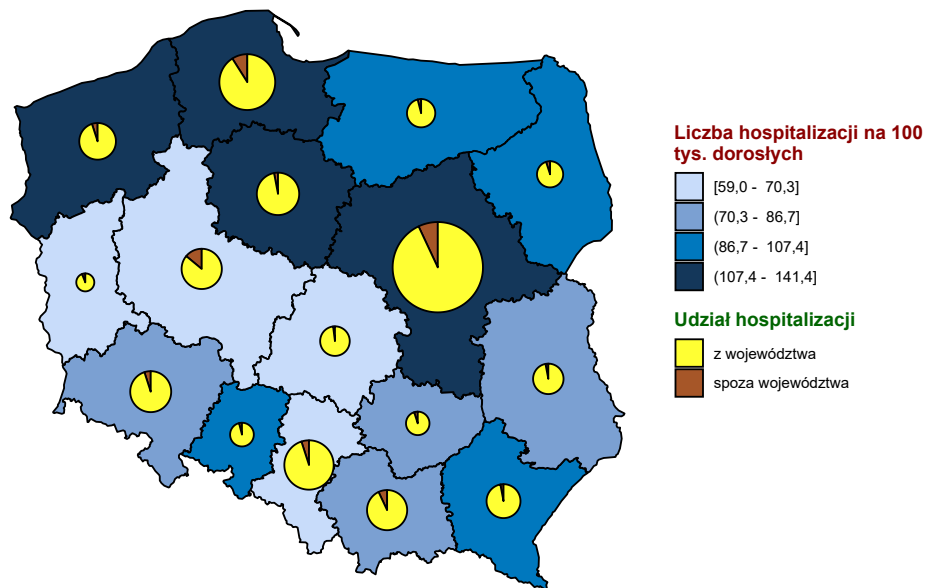 Liczba hospitalizacji na 100
tys. dorosłych
[59,0 - 70,3]
(70,3 - 86,7]
(86,7 - 107,4]
(107,4 - 141,4]
Udział hospitalizacji
z województwa
spoza województwa